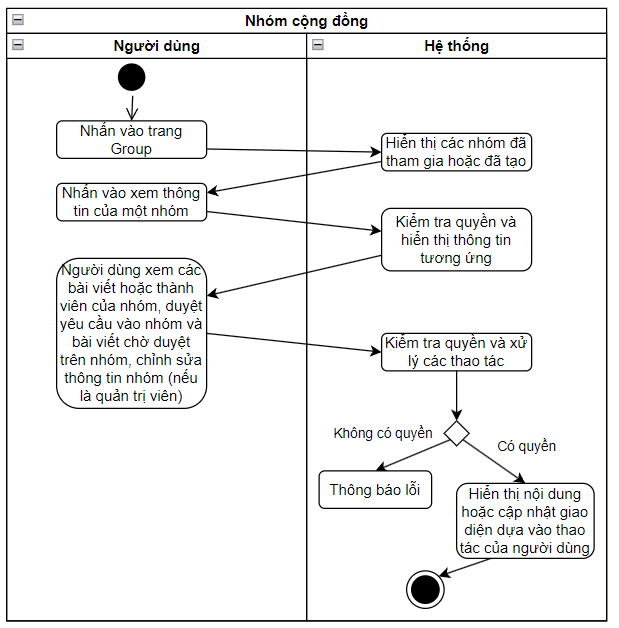 Nhóm cộng đồng
Người dùng
Hệ thống
Nhấn vào trang
Group
Hiển thị các nhóm đã
tham gia hoặc đã tạo
Nhấn vào xem thông
tin của một nhóm
Kiểm tra quyền và
hiển thị thông tin
tương ứng
Người dùng xem các
bài viết hoặc thành
viên của nhóm, duyệt
yêu cầu vào nhóm và
bài viết chờ duyệt
trên nhóm, chỉnh sửa
thông tin nhóm (nếu
là quản trị viên)
Kiểm tra quyền và xử
lý các thao tác
Không có quyền
Có quyền
Thông báo lỗi
Hiển thị nội dung
hoặc cập nhật giao
diện dựa vào thao
tác của người dùng